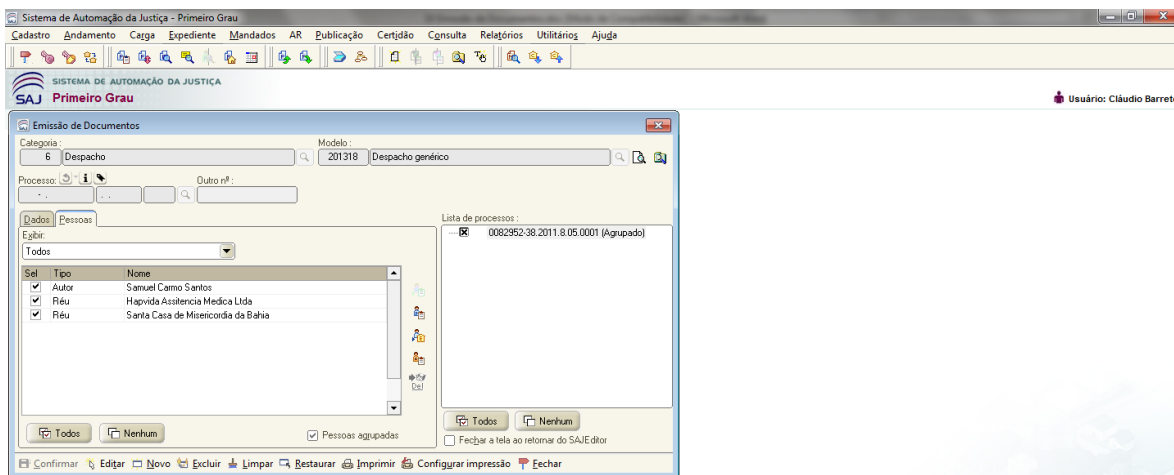 Sistema de Automação da Justiça - Primeiro Grau
Cadastro Andamento Carga Expediente Mandados AR Publicação Certidão Consulta Relatórios Utilitários Ajuda
SISTEMA DE AUTOMAÇÃO DA JUSTIÇA
SAJ Primeiro Grau
Usuário: Cláudio Barret
Emissão de Documentos
Categoria : Modelo :
6 Despacho 201318 Despacho genérico
Processo: Outro nº :
- . . .
Dados Pessoas Lista de processos :
Exibir: 0082952-38.2011.8.05.0001 (Agrupado)
Todos
Sel Tipo Nome
Autor Samuel Carmo Santos
Réu Hapvida Assitencia Medica Ltda
Réu Santa Casa de Misericordia da Bahia
Del
Todos Nenhum
Todos Nenhum Pessoas agrupadas
Fechar a tela ao retornar do SAJEditor
Confirmar Editar Novo Excluir Limpar Restaurar Imprimir Configurar impressão Fechar